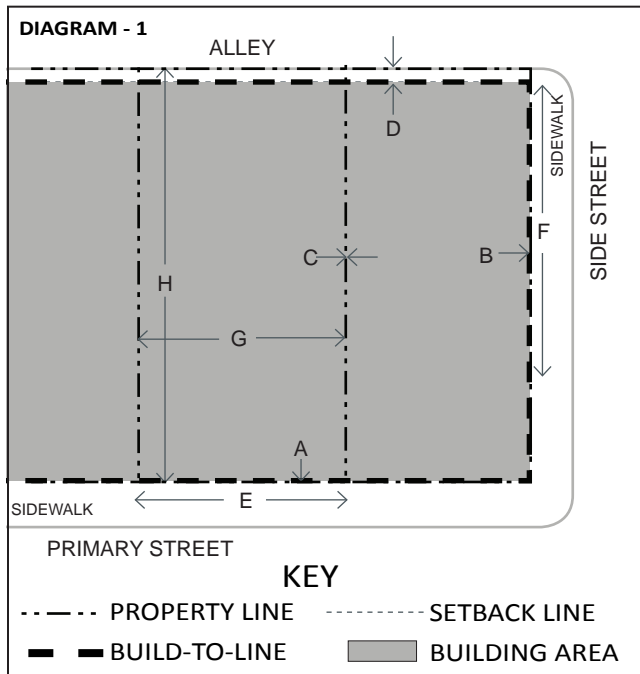 DIAGRAM - 1
ALLEY
D
SIDEWALK
F
SIDE STREET
C
B
H
G
A
E
SIDEWALK
PRIMARY STREET
KEY
PROPERTY LINE
SETBACK LINE
BUILD-TO-LINE
BUILDING AREA